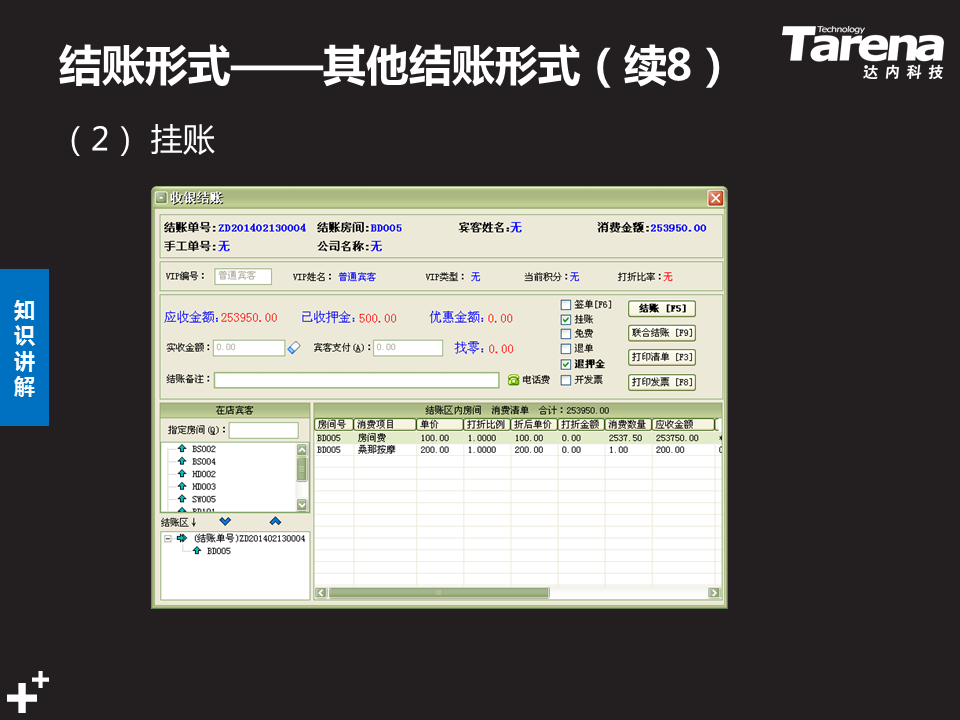 结账形式——其他结账形式（续8）
Technology
Tarena
达内科技
（2） 挂账
知识讲解
收银结账
结账单号:ZD201402130004 结账房间:BD005 宾客姓名:无 消费金额:253950.00
手工单号:无 公司名称:无
VIP编号： 普通宾客 VIP姓名： 普通宾客 VIP类型： 无 当前积分：无 打折比率：无
应收金额:253950.00 已收押金:500.00 优惠金额:0.00
实收金额： 0.00 宾客支付(A)： 0.00 找零:0.00
结账备注： 电话费
签单[F6]
挂账
免费
退单
退押金
开发票
结账 [F5]
联合结账 [F9]
打印清单 [F3]
打印发票 [F8]
在店宾客
指定房间(Q)：
BS002
BS004
HD002
HD003
SW005
BD101
结账区↓
(结账单号)ZD201402130004
BD005
结账区内房间 消费清单 合计：253950.00
房间号 消费项目 单价 打折比例 折后单价 打折金额 消费数量 应收金额
BD005 房间费 100.00 1.0000 100.00 0.00 2537.50 253750.00
BD005 桑那按摩 200.00 1.0000 200.00 0.00 1.00 200.00